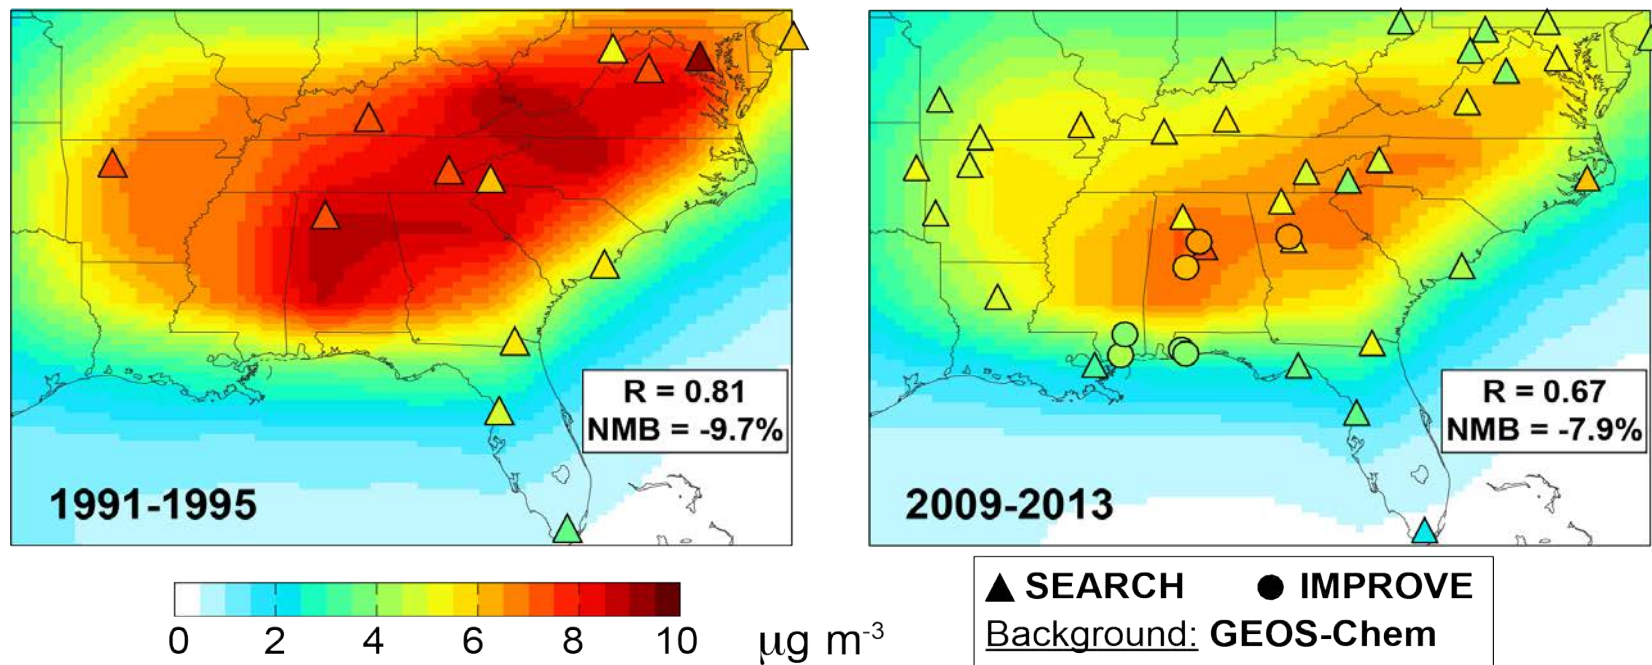 R = 0.81
NMB = -9.7%
1991-1995
R = 0.67
NMB = -7.9%
2009-2013
0 2 4 6 8 10 μg m-3
▲ SEARCH ● IMPROVE
Background: GEOS-Chem